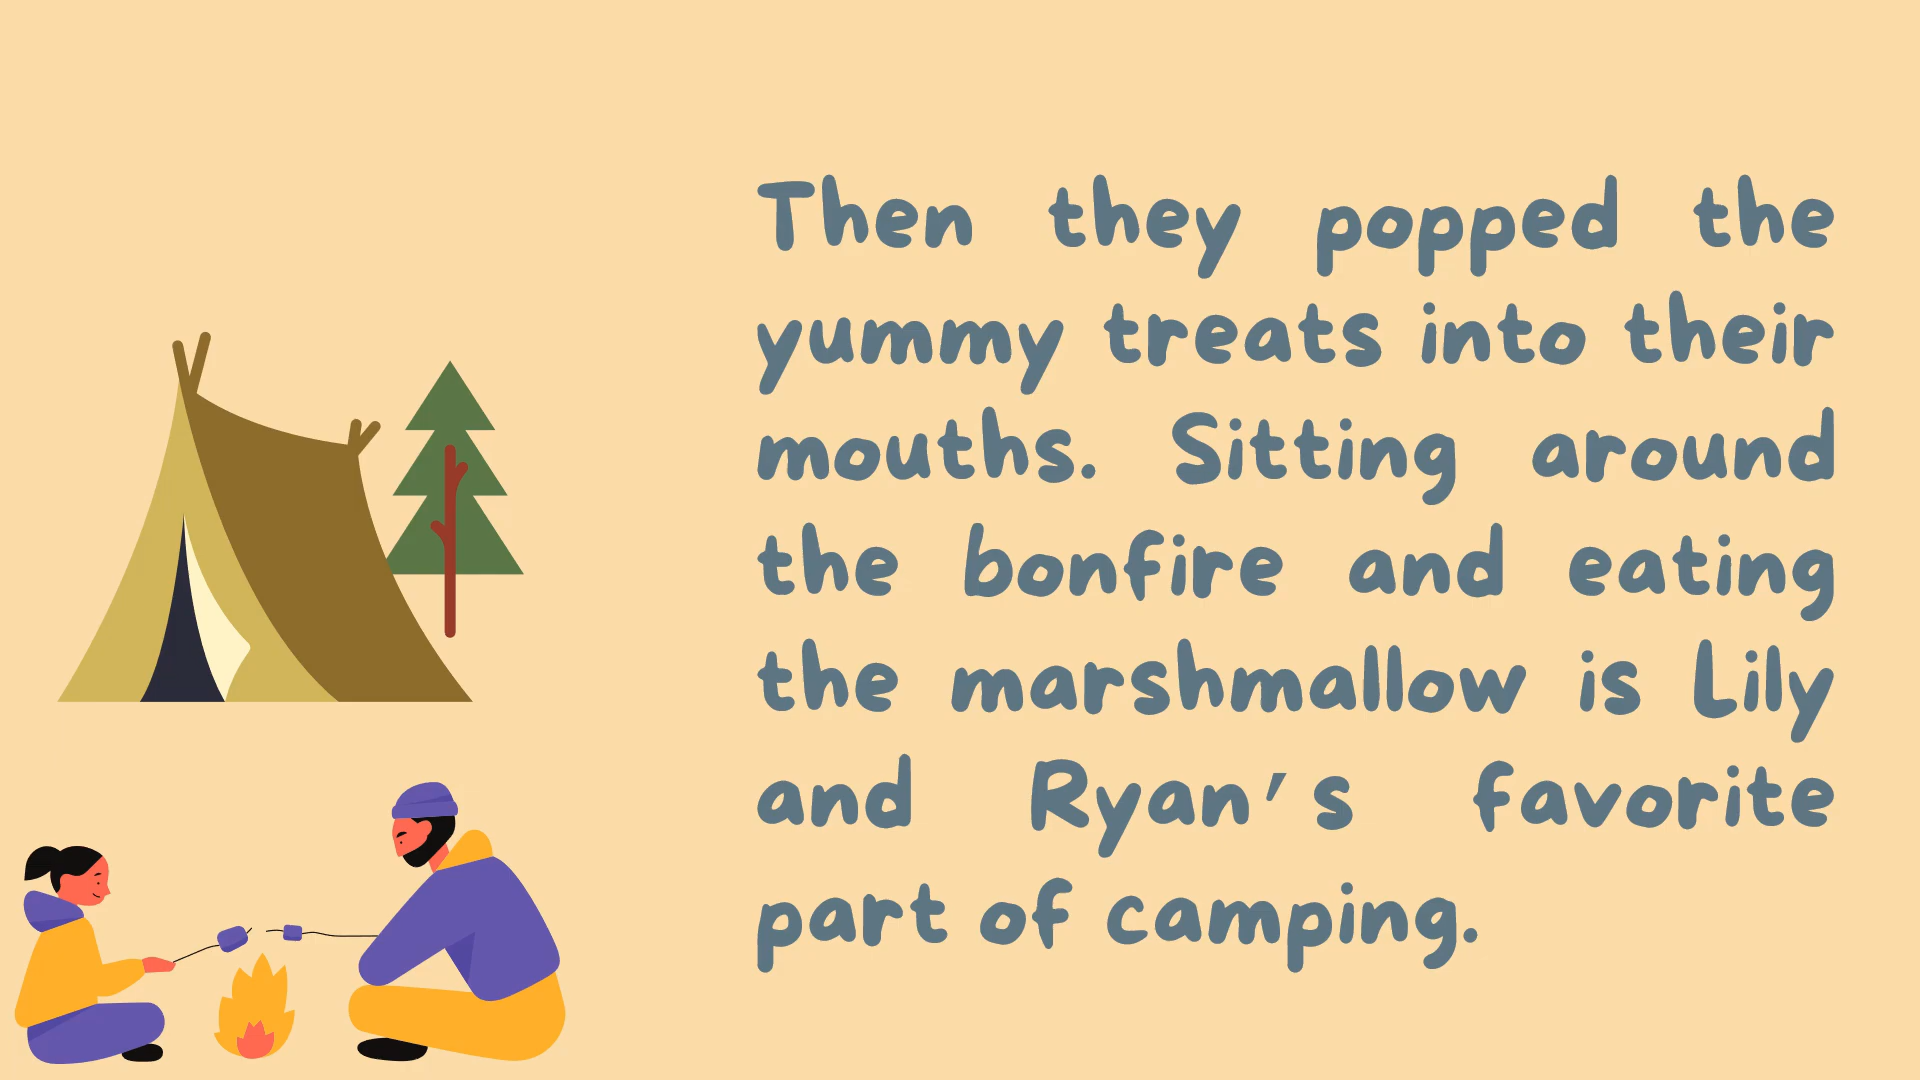 Then they popped the
yummy treats into their
mouths. Sitting around
the bonfire and eating
the marshmallow is Lily
and Ryan's favorite
part of camping.